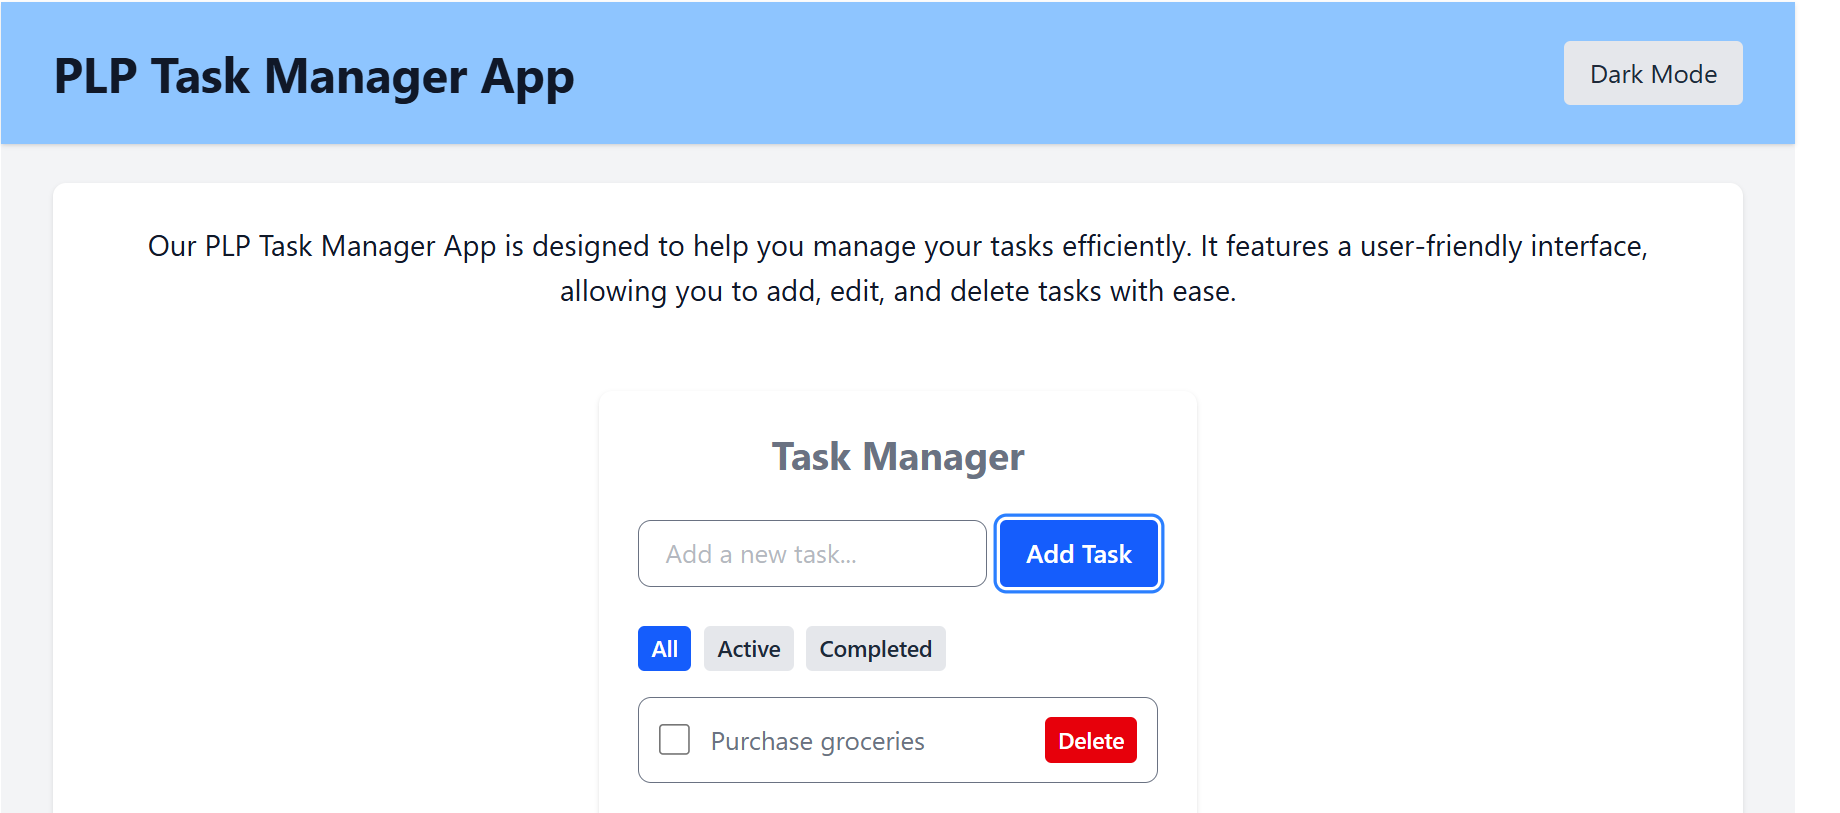 PLP Task Manager App
Dark Mode
Our PLP Task Manager App is designed to help you manage your tasks efficiently. It features a user-friendly interface,
allowing you to add, edit, and delete tasks with ease.
Task Manager
Add a new task...
Add Task
All
Active
Completed
Purchase groceries
Delete